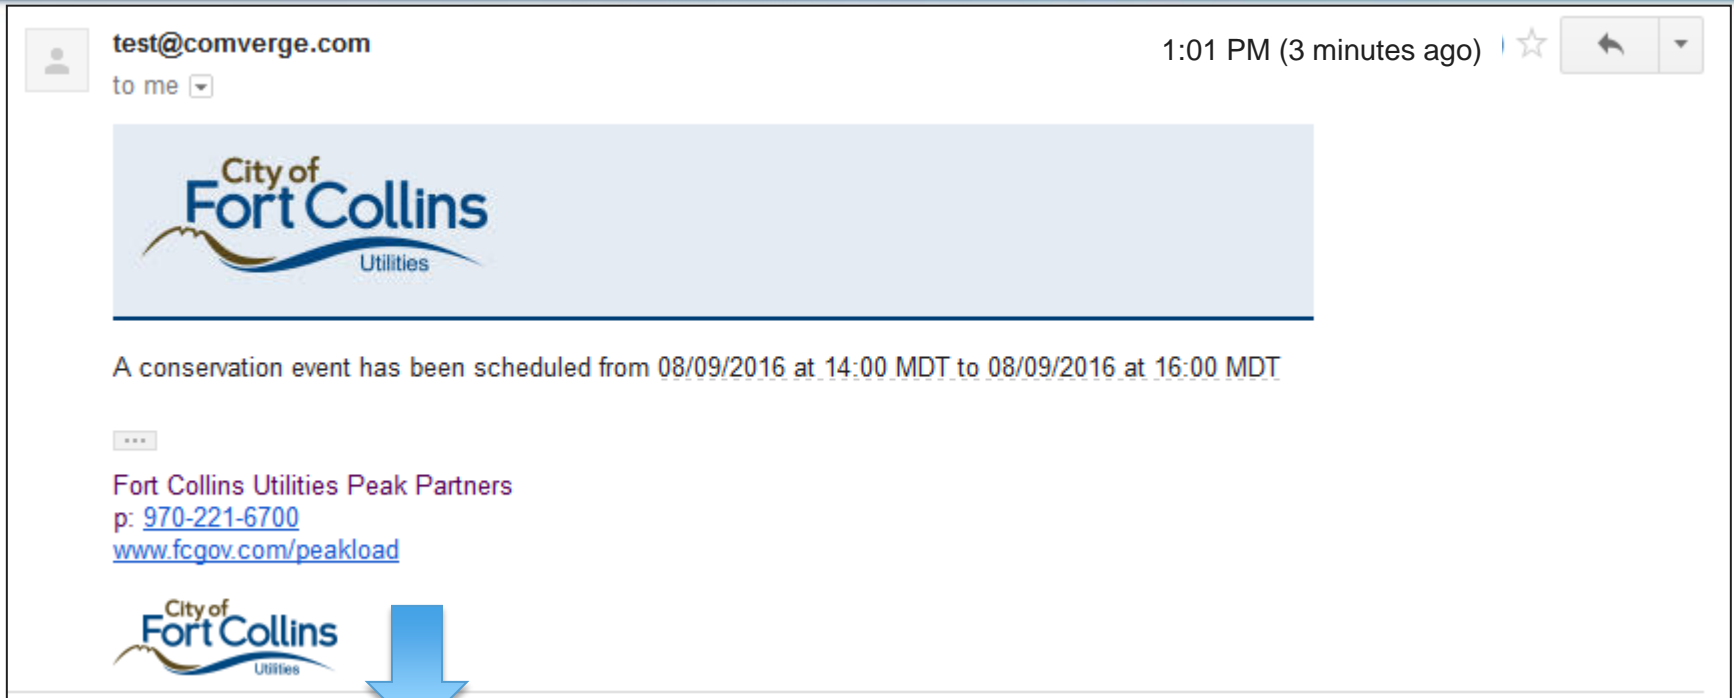 test@comverge.com
1:01 PM (3 minutes ago)
to me
City of
Fort Collins
Utilities
A conservation event has been scheduled from 08/09/2016 at 14:00 MDT to 08/09/2016 at 16:00 MDT
Fort Collins Utilities Peak Partners
p: 970-221-6700
www.fcgov.com/peakload
City of
Fort Collins
Utilities